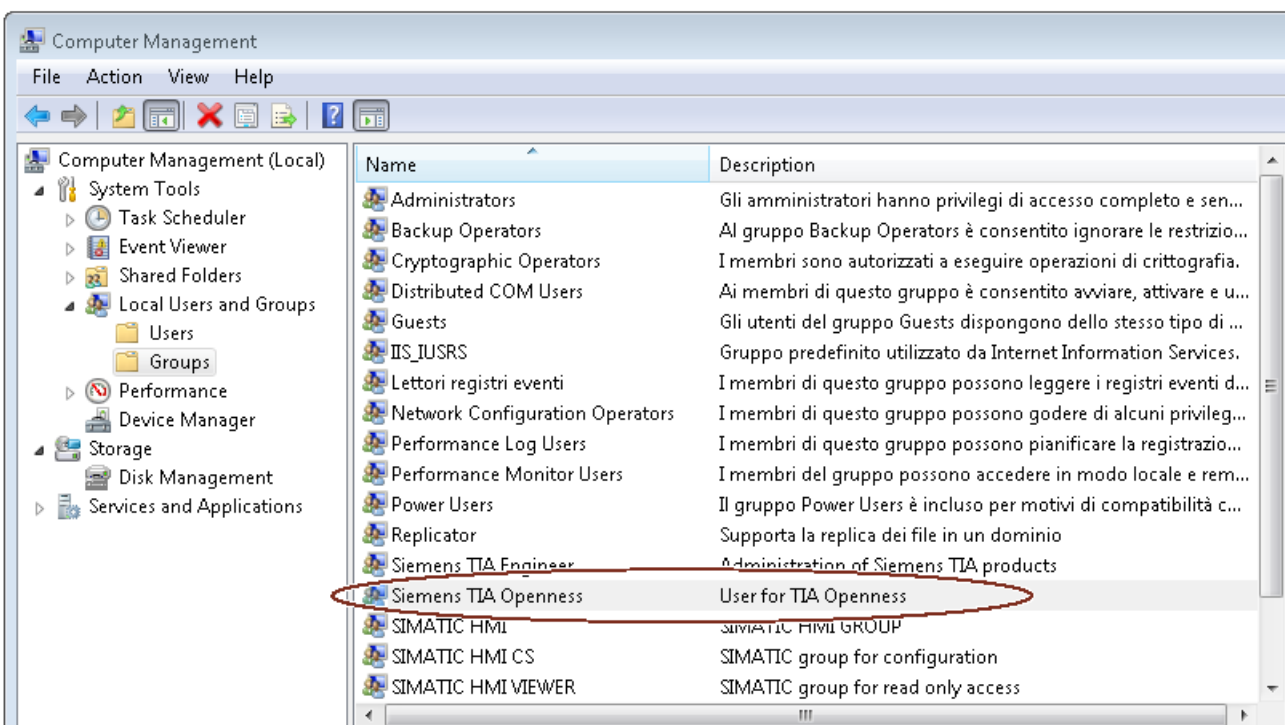 Computer Management
File Action View Help
Computer Management (Local)
System Tools
Task Scheduler
Event Viewer
Shared Folders
Local Users and Groups
Users
Groups
Performance
Device Manager
Storage
Disk Management
Services and Applications
Name Description
Administrators Gli amministratori hanno privilegi di accesso completo e sen...
Backup Operators Al gruppo Backup Operators è consentito ignorare le restrizio...
Cryptographic Operators I membri sono autorizzati a eseguire operazioni di crittografia.
Distributed COM Users Ai membri di questo gruppo è consentito avviare, attivare e u...
Guests Gli utenti del gruppo Guests dispongono dello stesso tipo di ...
IIS_IUSRS Gruppo predefinito utilizzato da Internet Information Services.
Lettori registri eventi I membri di questo gruppo possono leggere i registri eventi d...
Network Configuration Operators I membri di questo gruppo possono godere di alcuni privileg...
Performance Log Users I membri di questo gruppo possono pianificare la registrazio...
Performance Monitor Users I membri del gruppo possono accedere in modo locale e rem...
Power Users Il gruppo Power Users è incluso per motivi di compatibilità c...
Replicator Supporta la replica dei file in un dominio
Siemens TIA Engineer Administration of Siemens TIA products
Siemens TIA Openness User for TIA Openness
SIMATIC HMI SIMATIC HMI GROUP
SIMATIC HMI CS SIMATIC group for configuration
SIMATIC HMI VIEWER SIMATIC group for read only access